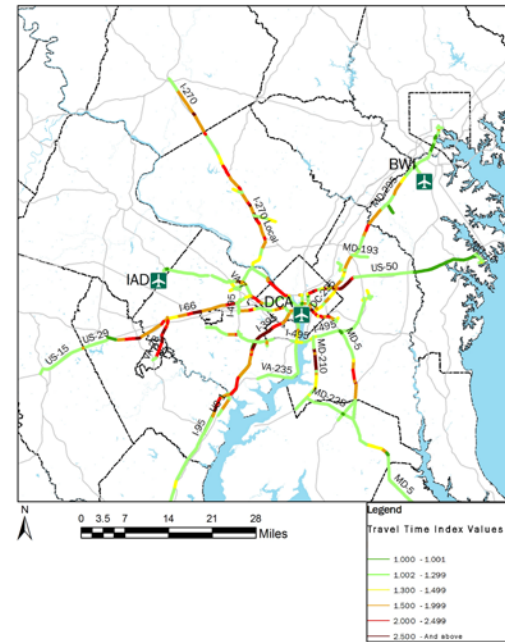 I-270
BWI
MD-295
I-270 Local
MD-193
US-50
IAD
I-495
DCA
I-66
I-395
I-495
I-495
US-29
MD-5
US-15
MD-210
VA-235
MD-228
I-95
MD-5
N
0 3.5 7 14 21 28
Miles
Legend
Travel Time Index Values
1.000 - 1.001
1.002 - 1.299
1.300 - 1.499
1.500 - 1.999
2.000 - 2.499
2.500 - And above